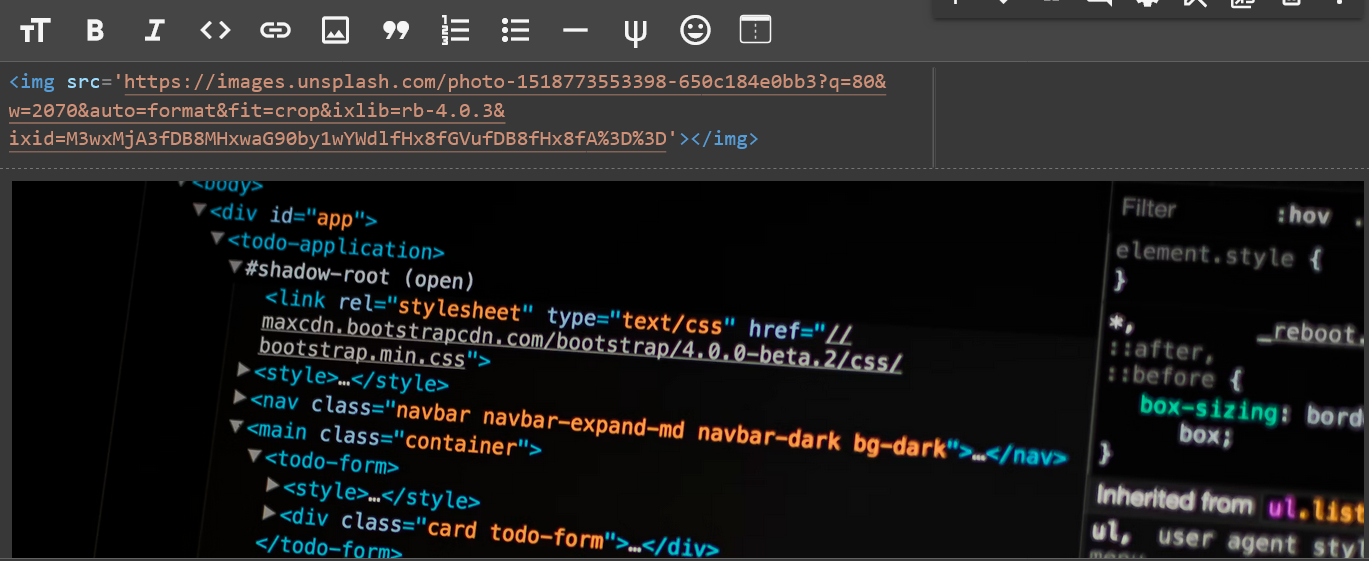 <img src='https://images.unsplash.com/photo-1518773553398-650c184e0bb3?q=80&
w=2070&auto=format&fit=crop&ixlib=rb-4.0.3&
ixid=M3wxMjA3fDB8MHxwaG90by1wYWdlfHx8fGVufDB8fHx8fA%3D%3D'></img>
<body>
<div id="app">
<todo-application>
#shadow-root (open)
<link rel="stylesheet" type="text/css" href="//
maxcdn.bootstrapcdn.com/bootstrap/4.0.0-beta.2/css/
bootstrap.min.css">
<style>…</style>
<nav class="navbar navbar-expand-md navbar-dark bg-dark">…</nav>
<main class="container">
<todo-form>
<style>…</style>
<div class="card todo-form">…</div>
</todo-form>
Filter :hov .
element.style {
}
*, _reboot.
::after,
::before {
box-sizing: bord
box;
}
Inherited from ul.list
ul, user agent styl
menu